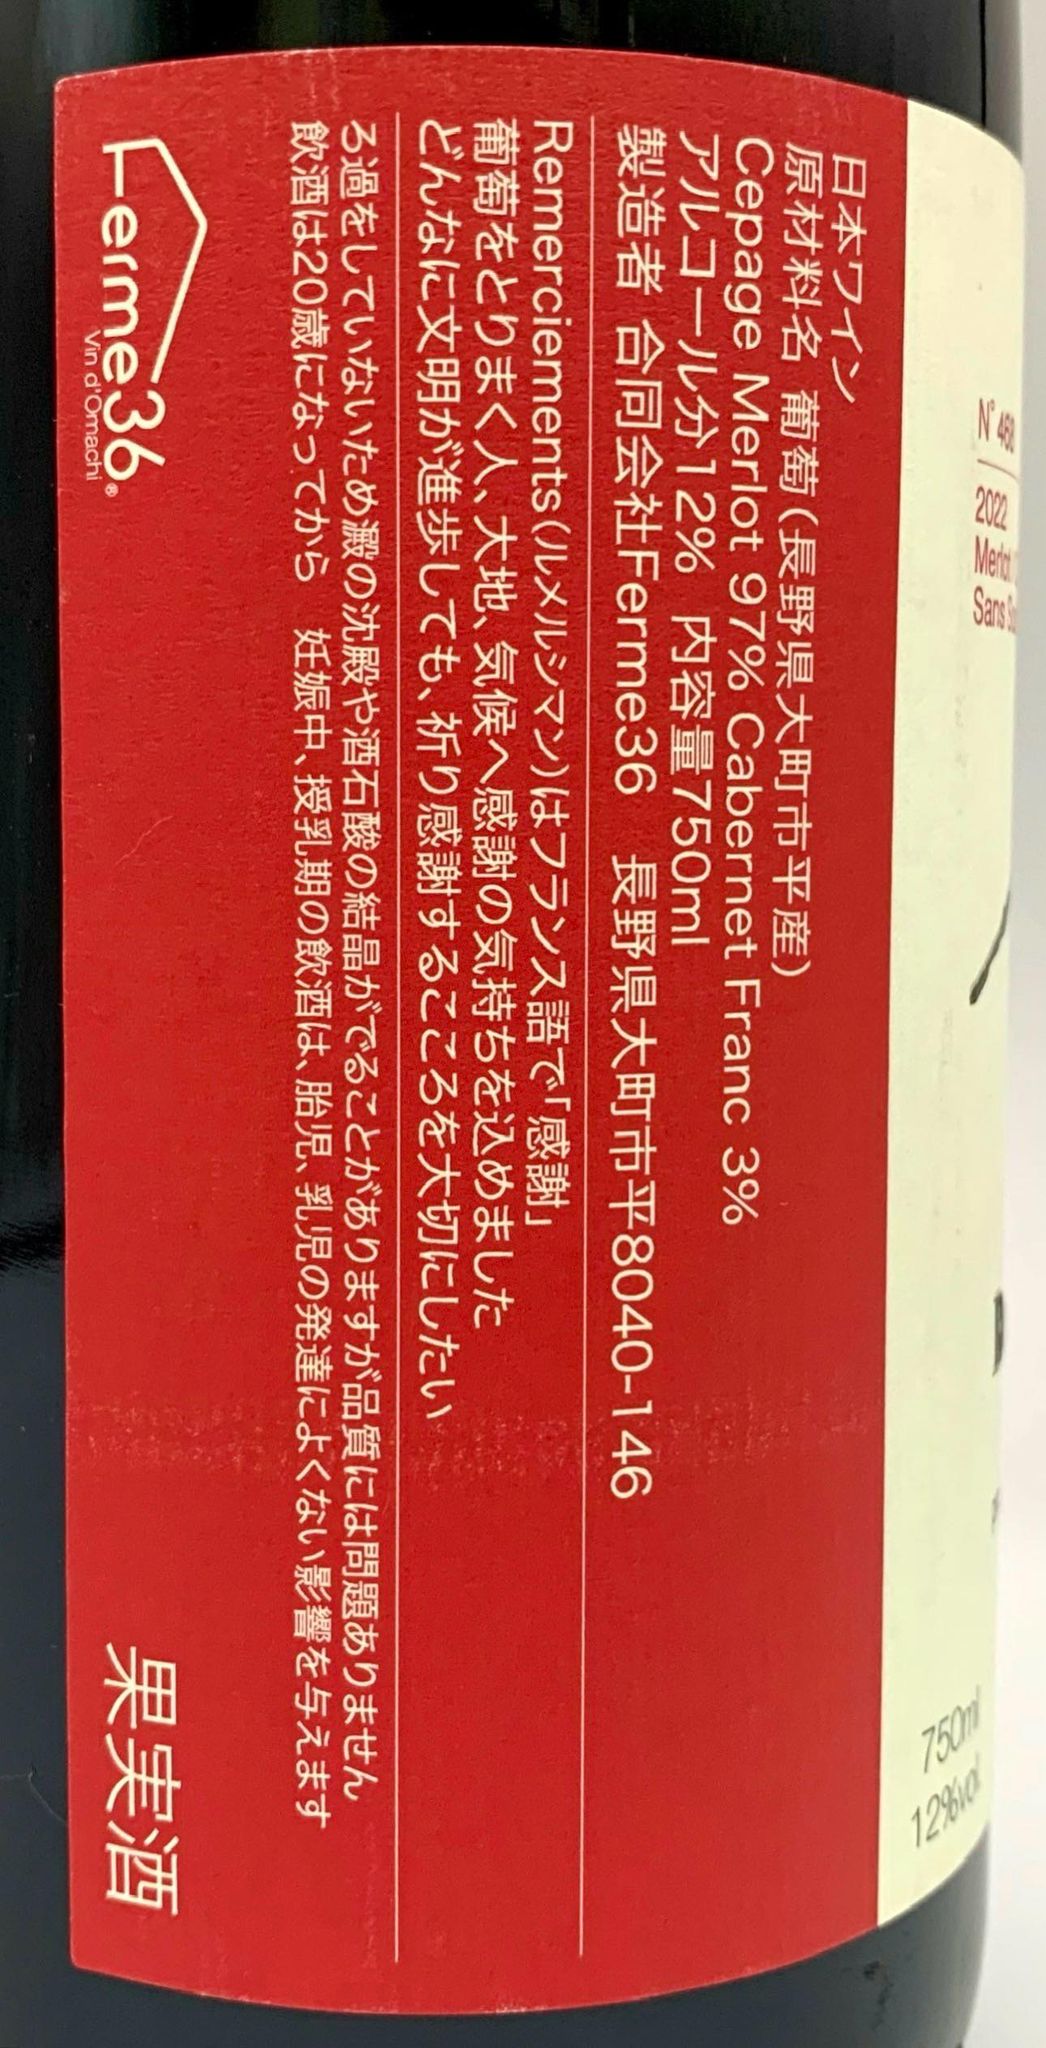 日本ワイン
原材料名 葡萄(長野県大町市平産)
Cepage Merlot 97% Cabernet Franc 3%
アルコール分12% 内容量750ml
製造者 合同会社Ferme36 長野県大町市平8040-146
Remerciements(ルメルシマン)はフランス語で「感謝」
葡萄をとりまく人、大地、気候へ感謝の気持ちを込めました
どんなに文明が進歩しても、祈り感謝するこころを大切にしたい
ろ過をしていないため澱の沈殿や酒石酸の結晶がでることがありますが品質には問題ありません
飲酒は20歳になってから 妊娠中、授乳期の飲酒は、胎児、乳児の発達によくない影響を与えます
Ferme36
Vin d'Omachi®
果実酒
N° 468
2022
Merlot
Sans
750ml
12%vol.